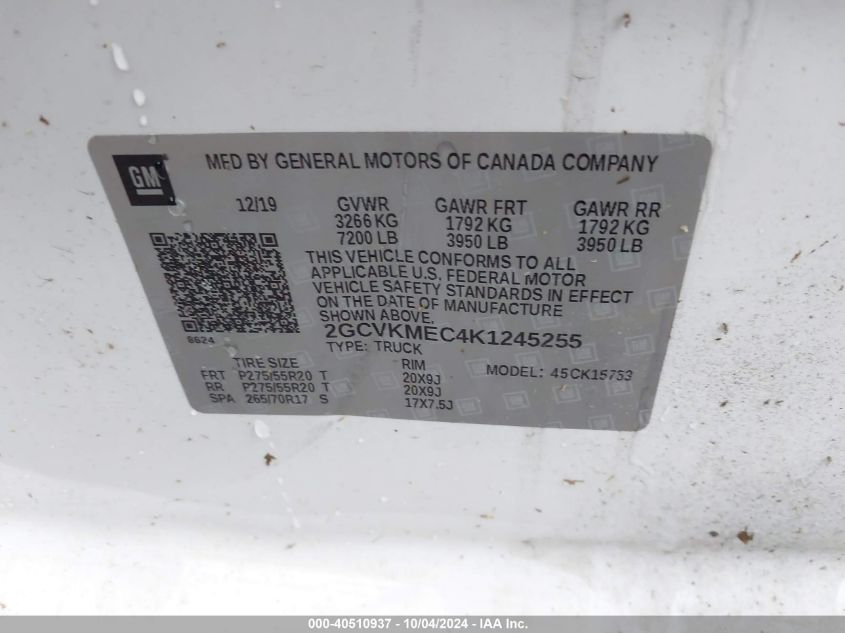 GM
MFD BY GENERAL MOTORS OF CANADA COMPANY
12/19 GVWR GAWR FRT GAWR RR
3266 KG 1792 KG 1792 KG
7200 LB 3950 LB 3950 LB
THIS VEHICLE CONFORMS TO ALL
APPLICABLE U.S. FEDERAL MOTOR
VEHICLE SAFETY STANDARDS IN EFFECT
ON THE DATE OF MANUFACTURE
SHOWN ABOVE.
8624
2GCVKMEC4K1245255
TYPE: TRUCK
TIRE SIZE RIM MODEL: 45CK15753
FRT P275/55R20 T 20X9J
RR P275/55R20 T 20X9J
SPA 265/70R17 S 17X7.5J
000-40510937 - 10/04/2024 - IAA Inc.